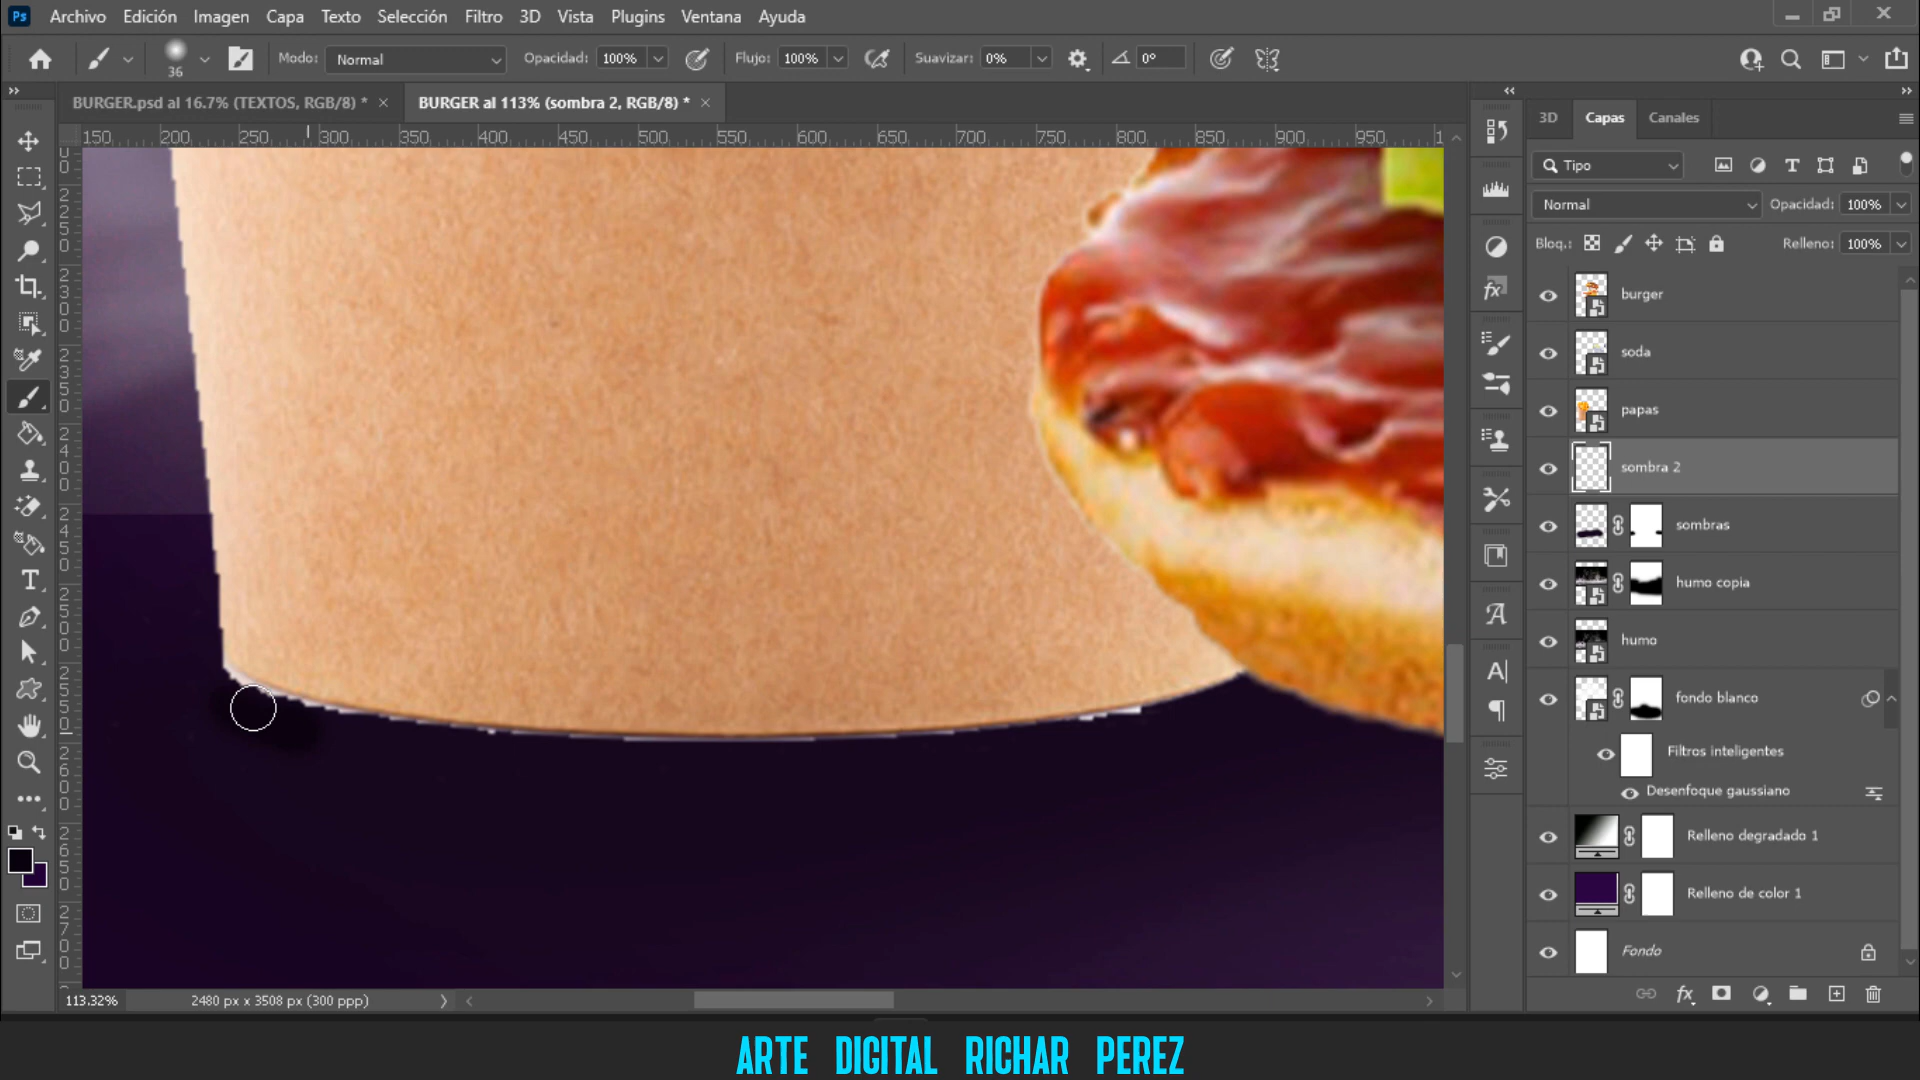 Archivo Edición Imagen Capa Texto Selección Filtro 3D Vista Plugins Ventana Ayuda
36 Modo: Normal Opacidad: 100% Flujo: 100% Suavizar: 0% 0°
BURGER.psd al 16.7% (TEXTOS, RGB/8) * × BURGER al 113% (sombra 2, RGB/8) * ×
150 200 250 300 350 400 450 500 550 600 650 700 750 800 850 900 950 1
3D Capas Canales
Tipo
Normal Opacidad: 100%
Bloq.: Relleno: 100%
burger
soda
papas
sombra 2
sombras
humo copia
humo
fondo blanco
Filtros inteligentes
Desenfoque gaussiano
Relleno degradado 1
Relleno de color 1
Fondo
113.32% 2480 px x 3508 px (300 ppp)
ARTE DIGITAL RICHAR PEREZ